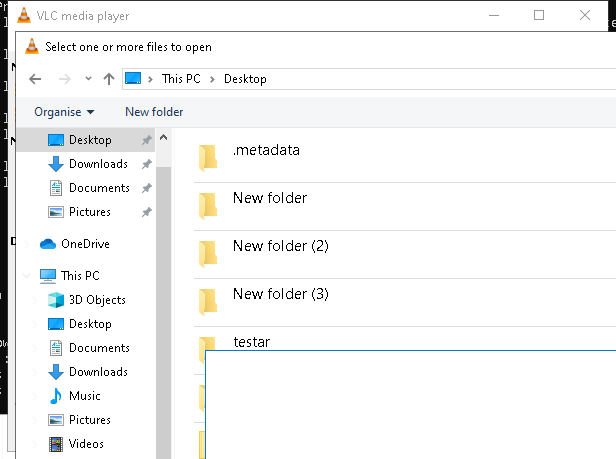 VLC media player
Select one or more files to open
This PC > Desktop
Organise
New folder
Desktop
Downloads
Documents
Pictures
OneDrive
This PC
3D Objects
Desktop
Documents
Downloads
Music
Pictures
Videos
.metadata
New folder
New folder (2)
New folder (3)
testar